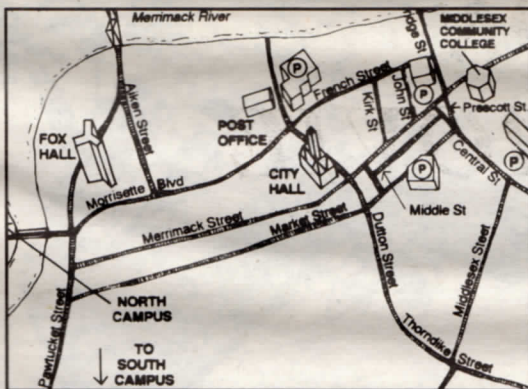 Merrimack River
MIDDLESEX
COMMUNITY
COLLEGE
P
French Street
John St
Kirk St
P
Prescott St.
Aiken Street
POST
OFFICE
FOX
HALL
CITY
HALL
Central St
P
P
Morrisette Blvd
Middle St
Merrimack Street
Market Street
Dutton Street
Middlesex Steet
NORTH
CAMPUS
Pawtucket Street
TO
SOUTH
CAMPUS
Thorndike Street